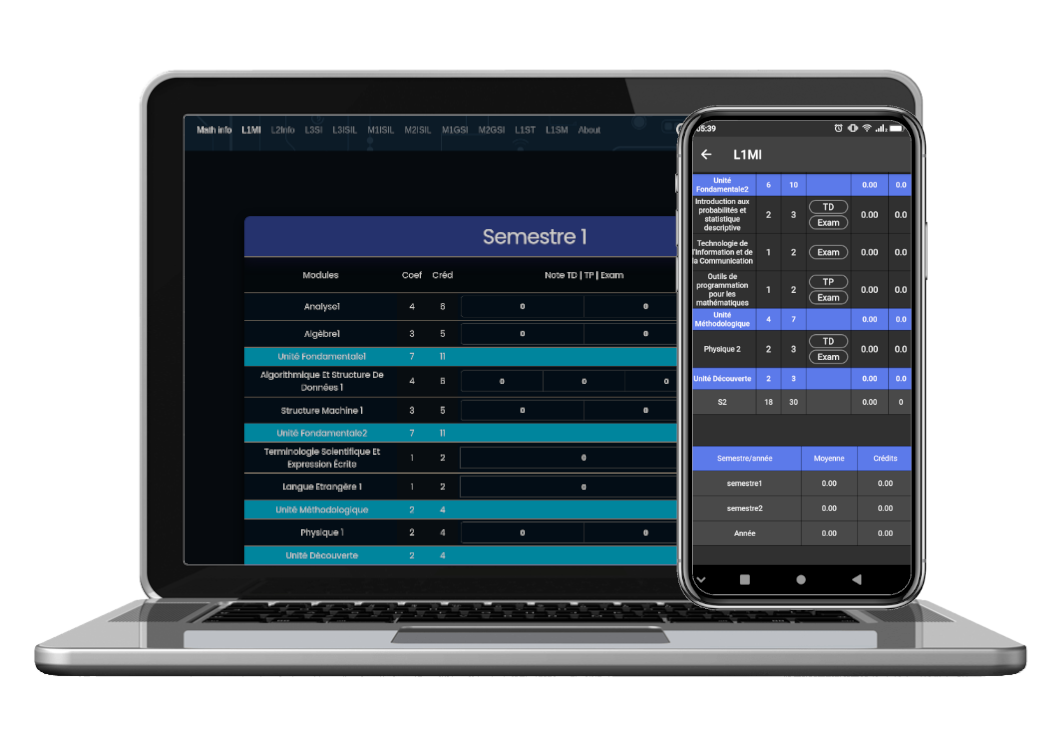 Math info L1MI L2Info L3SI L3ISIL M1ISIL M2ISIL M1GSI M2GSI L1ST L1SM About
Semestre 1
Modules Coef Créd Note TD | TP | Exam
Analyse1 4 6 0 0
Algèbre1 3 5 0 0
Unité Fondamentale1 7 11
Algorithmique Et Structure De
Données 1 4 6 0 0 0
Structure Machine 1 3 5 0 0
Unité Fondamentale2 7 11
Terminologie Scientifique Et
Expression Écrite 1 2 0
Langue Etrangère 1 1 2 0
Unité Méthodologique 2 4
Physique 1 2 4 0 0
Unité Découverte 2 4
05:39
L1MI
Unité
Fondamentale2 6 10 0.00 0.0
Introduction aux
probabilités et
statistique
descriptive 2 3 TD Exam 0.00 0.0
Technologie de
l'Information et de
la Communication 1 2 Exam 0.00 0.0
Outils de
programmation
pour les
mathématiques 1 2 TP Exam 0.00 0.0
Unité
Méthodologique 4 7 0.00 0.0
Physique 2 2 3 TD Exam 0.00 0.0
Unité Découverte 2 3 0.00 0.0
S2 18 30 0.00 0
Semestre/année Moyenne Crédits
semestre1 0.00 0.00
semestre2 0.00 0.00
Année 0.00 0.00